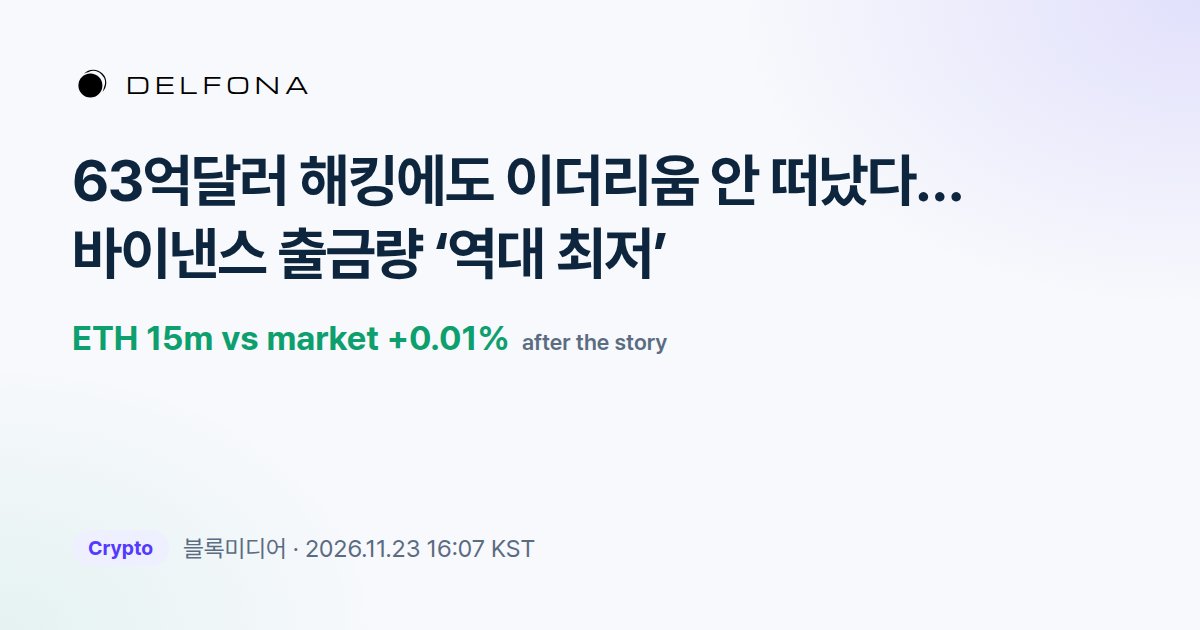 DELFONA
63억달러 해킹에도 이더리움 안 떠났다…
바이낸스 출금량 ‘역대 최저’
ETH 15m vs market +0.01% after the story
Crypto 블록미디어 · 2026.11.23 16:07 KST